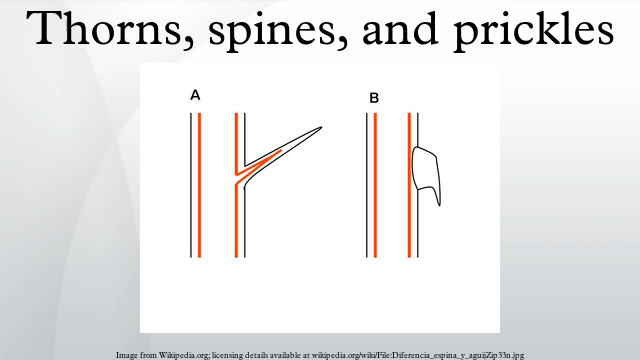 Thorns, spines, and prickles
A
B
Image from Wikipedia.org; licensing details available at wikipedia.org/wiki/File:Diferencia_espina_y_aguijZip33n.jpg